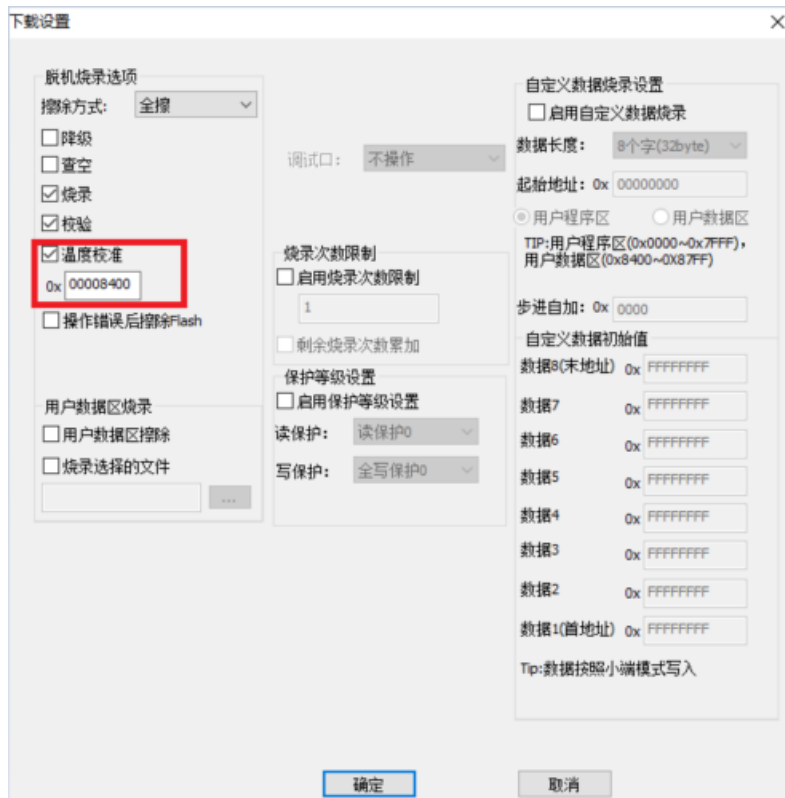 下载设置
脱机烧录选项
擦除方式: 全擦
降级
查空
烧录
校验
温度校准
0x 00008400
操作错误后擦除Flash
用户数据区烧录
用户数据区擦除
烧录选择的文件
...
调试口: 不操作
烧录次数限制
启用烧录次数限制
1
剩余烧录次数累加
保护等级设置
启用保护等级设置
读保护: 读保护0
写保护: 全写保护0
自定义数据烧录设置
启用自定义数据烧录
数据长度: 8个字(32byte)
起始地址: 0x 00000000
用户程序区 用户数据区
TIP:用户程序区(0x0000~0x7FFF),
用户数据区(0x8400~0X87FF)
步进自加: 0x 0000
自定义数据初始值
数据8(末地址) 0x FFFFFFFF
数据7 0x FFFFFFFF
数据6 0x FFFFFFFF
数据5 0x FFFFFFFF
数据4 0x FFFFFFFF
数据3 0x FFFFFFFF
数据2 0x FFFFFFFF
数据1(首地址) 0x FFFFFFFF
Tip:数据按照小端模式写入
确定 取消